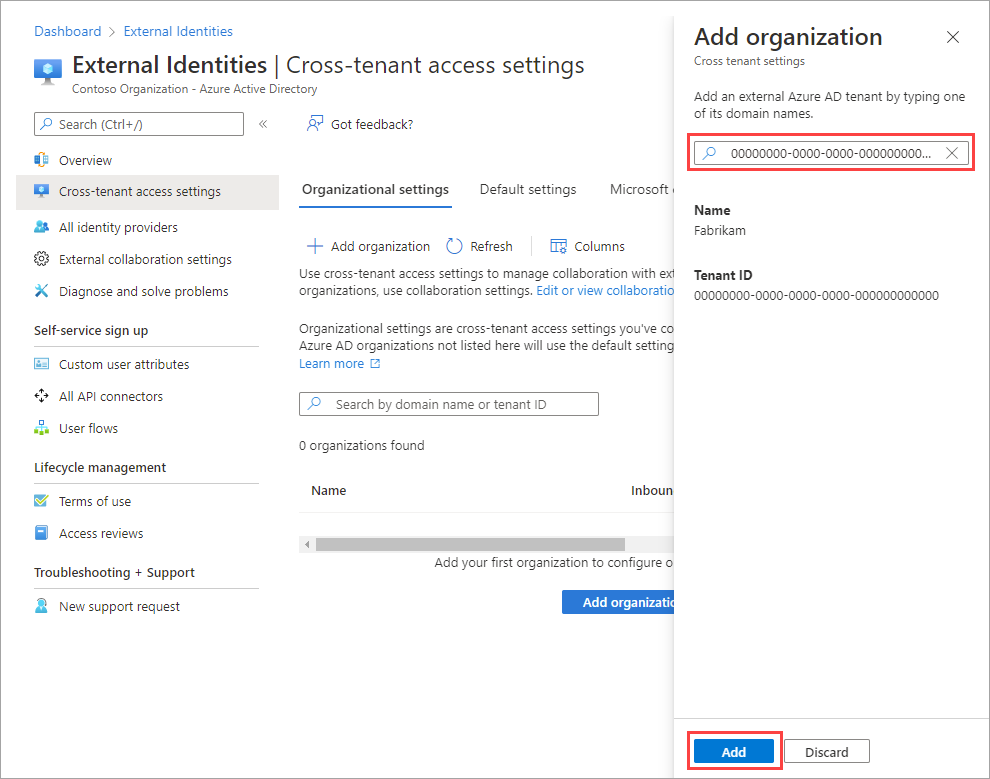 Dashboard > External Identities
External Identities | Cross-tenant access settings
Contoso Organization - Azure Active Directory
Search (Ctrl+/)
«
Overview
Cross-tenant access settings
All identity providers
External collaboration settings
Diagnose and solve problems
Self-service sign up
Custom user attributes
All API connectors
User flows
Lifecycle management
Terms of use
Access reviews
Troubleshooting + Support
New support request
Got feedback?
Organizational settings Default settings Microsoft
Add organization Refresh Columns
Use cross-tenant access settings to manage collaboration with ext
organizations, use collaboration settings. Edit or view collaboratio
Organizational settings are cross-tenant access settings you've co
Azure AD organizations not listed here will use the default setting
Learn more
Search by domain name or tenant ID
0 organizations found
Name Inboun
Add your first organization to configure o
Add organizatio
Add organization
Cross tenant settings
Add an external Azure AD tenant by typing one
of its domain names.
00000000-0000-0000-000000000...
Name
Fabrikam
Tenant ID
00000000-0000-0000-0000-000000000000
Add Discard